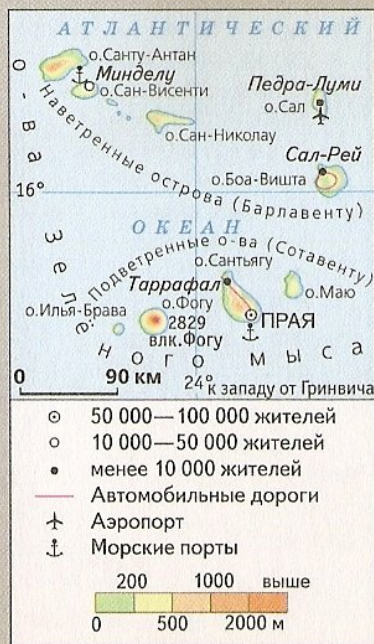 АТЛАНТИЧЕСКИЙ
о.Санту-Антан
Минделу
о.Сан-Висенти
Педра-Луми
о.Сал
о.Сан-Николау
Сал-Рей
о.Боа-Вишта
Наветренные острова (Барлавенту)
16°
ОКЕАН
Подветренные о-ва (Сотавенту)
о.Сантьягу
Таррафал
о.Маю
о.Фогу
о.Илья-Брава
2829
влк.Фогу
ПРАЯ
о-ва Зелёного мыса
0 90 км
24° к западу от Гринвича
50 000—100 000 жителей
10 000—50 000 жителей
менее 10 000 жителей
Автомобильные дороги
Аэропорт
Морские порты
200 1000 выше
0 500 2000 м